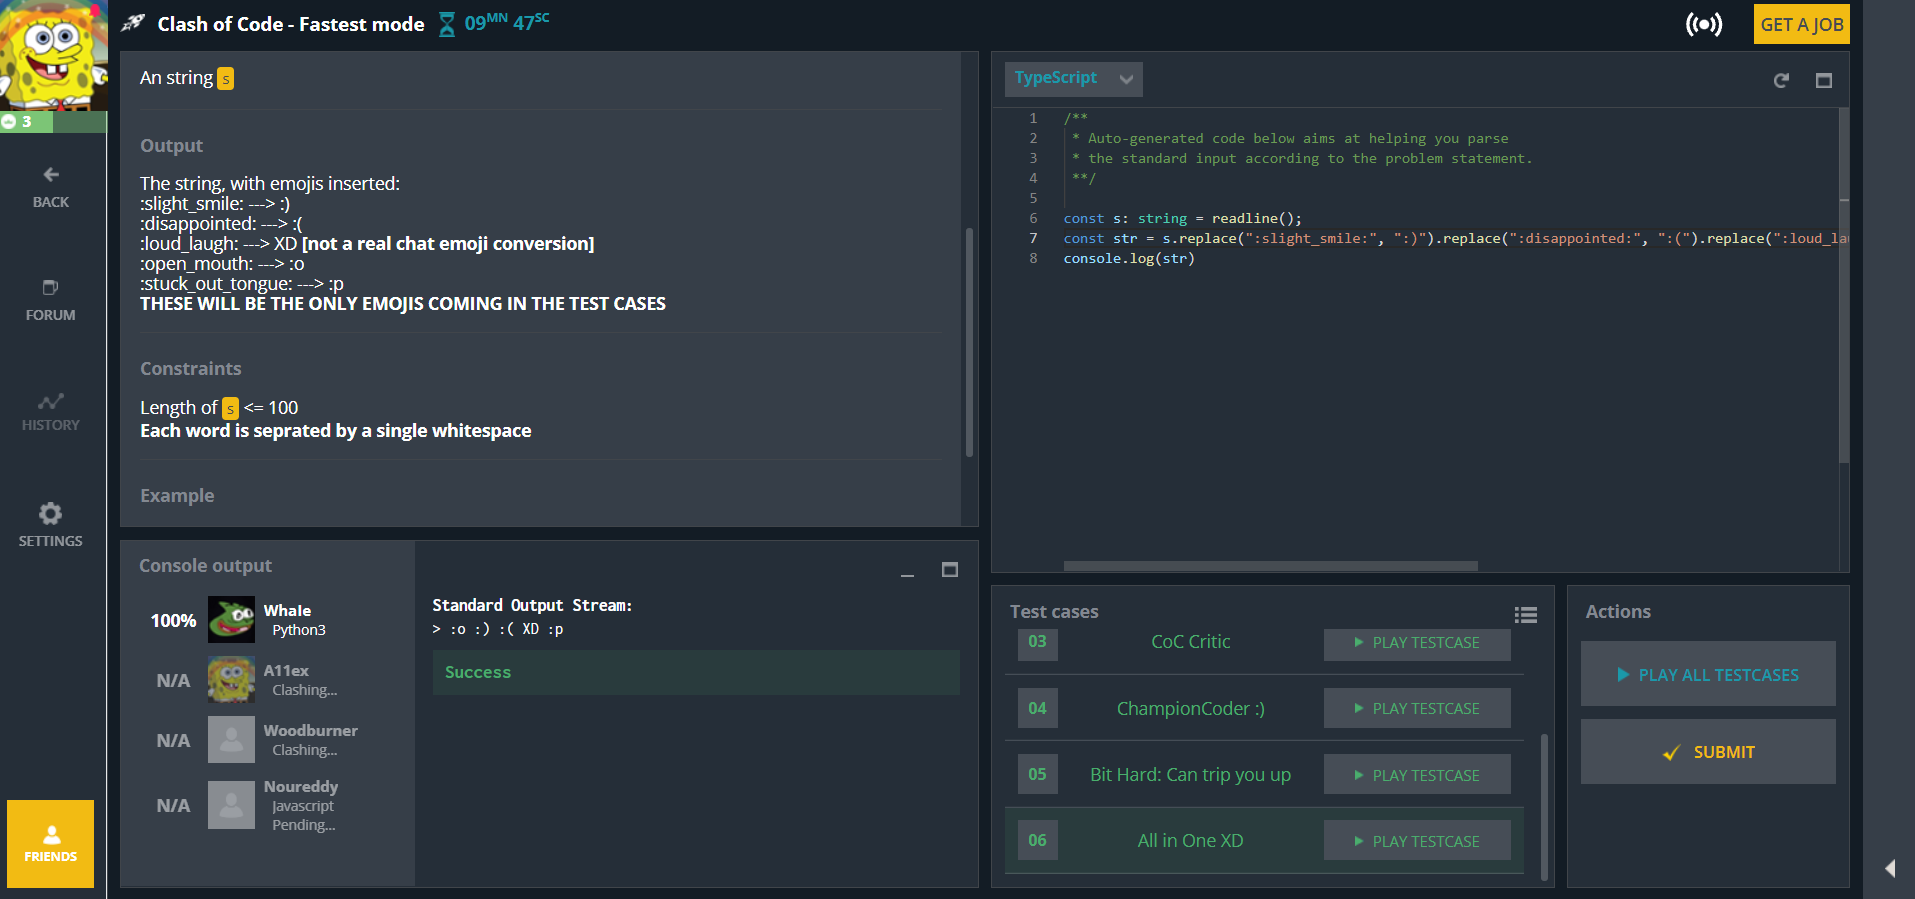 Clash of Code - Fastest mode 09MN 47SC
GET A JOB
3
BACK
FORUM
HISTORY
SETTINGS
FRIENDS
An string s
Output
The string, with emojis inserted:
:slight_smile: ---> :)
:disappointed: ---> :(
:loud_laugh: ---> XD [not a real chat emoji conversion]
:open_mouth: ---> :o
:stuck_out_tongue: ---> :p
THESE WILL BE THE ONLY EMOJIS COMING IN THE TEST CASES
Constraints
Length of s <= 100
Each word is seprated by a single whitespace
Example
Console output
100% Whale
Python3
N/A A11ex
Clashing...
N/A Woodburner
Clashing...
N/A Noureddy
Javascript
Pending...
Standard Output Stream:
> :o :) :( XD :p
Success
TypeScript
1 /**
2 * Auto-generated code below aims at helping you parse
3 * the standard input according to the problem statement.
4 **/
5
6 const s: string = readline();
7 const str = s.replace(":slight_smile:", ":)").replace(":disappointed:", ":(").replace(":loud_la
8 console.log(str)
Test cases
03 CoC Critic PLAY TESTCASE
04 ChampionCoder :) PLAY TESTCASE
05 Bit Hard: Can trip you up PLAY TESTCASE
06 All in One XD PLAY TESTCASE
Actions
PLAY ALL TESTCASES
SUBMIT